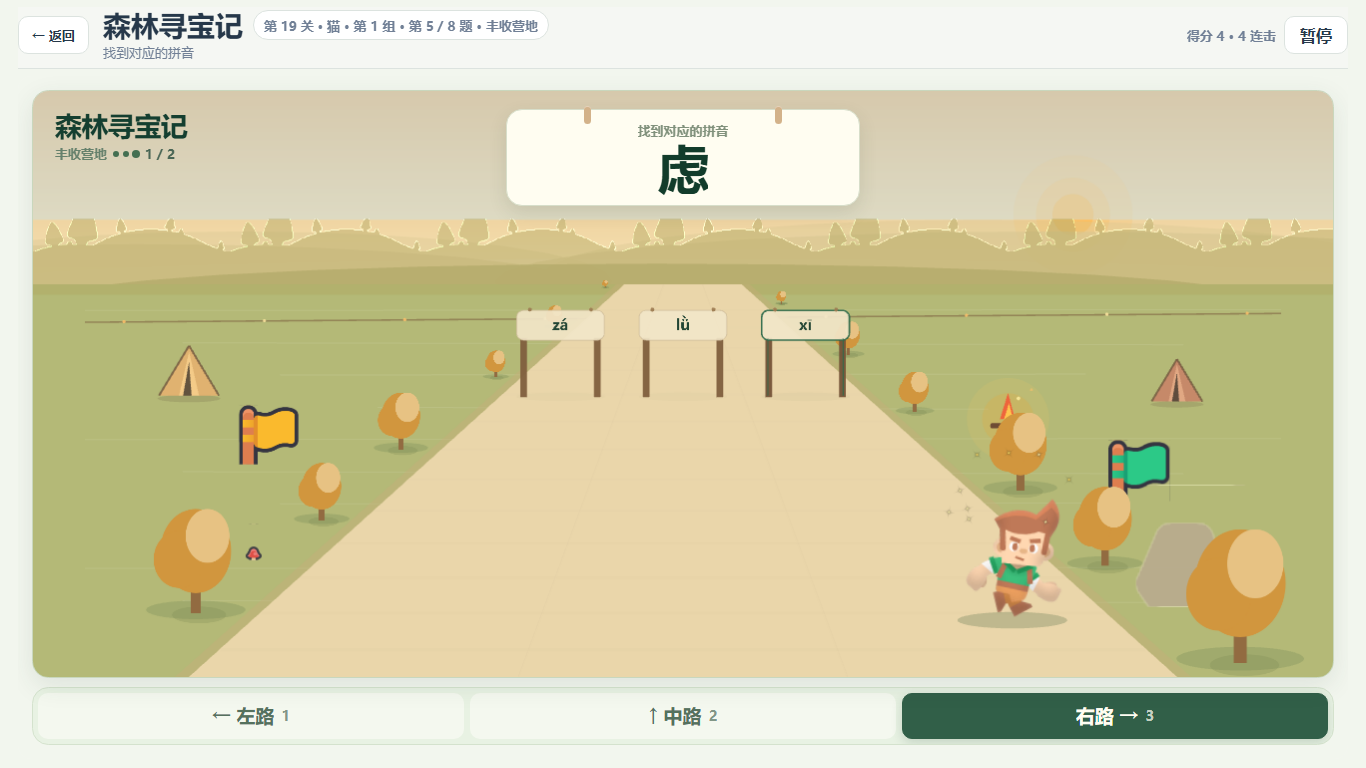 ← 返回
森林寻宝记
第 19 关 • 猫 • 第 1 组 • 第 5 / 8 题 • 丰收营地
找到对应的拼音
得分 4 • 4 连击
暂停
森林寻宝记
丰收营地 ●●● 1 / 2
找到对应的拼音
虑
zá
lǜ
xī
← 左路 1
↑ 中路 2
右路 → 3